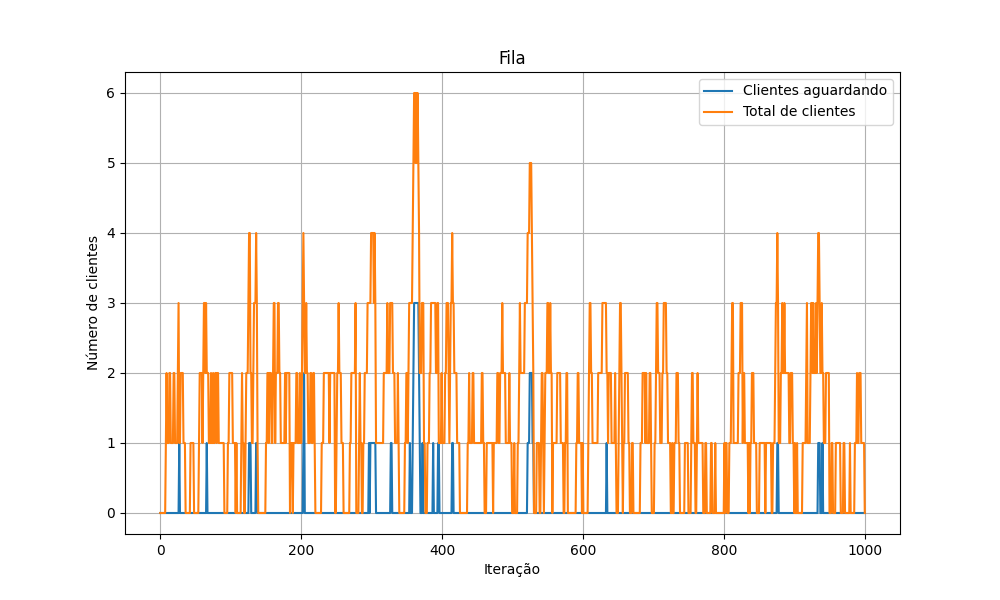 Fila
Clientes aguardando
Total de clientes
6
5
4
3
2
1
0
Número de clientes
0 200 400 600 800 1000
Iteração